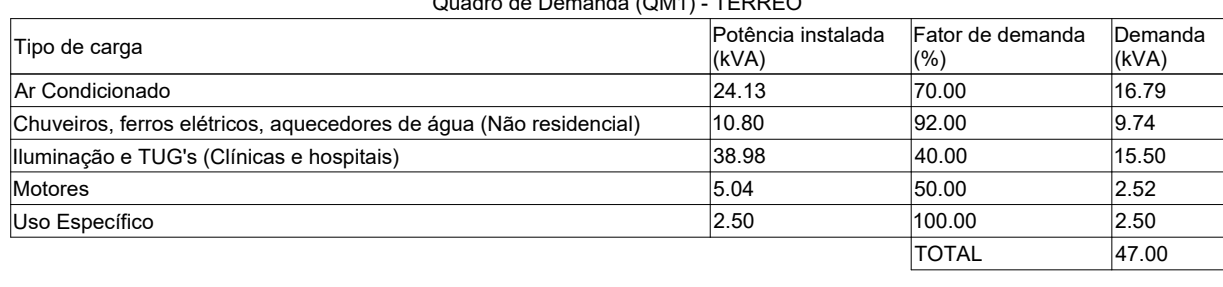 Quadro de Demanda (QM1) - TÉRREO
Tipo de carga Potência instalada (kVA) Fator de demanda (%) Demanda (kVA)
Ar Condicionado 24.13 70.00 16.79
Chuveiros, ferros elétricos, aquecedores de água (Não residencial) 10.80 92.00 9.74
Iluminação e TUG's (Clínicas e hospitais) 38.98 40.00 15.50
Motores 5.04 50.00 2.52
Uso Específico 2.50 100.00 2.50
TOTAL 47.00